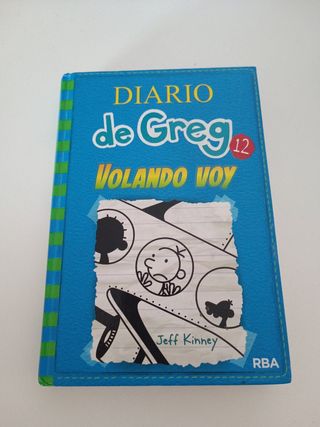 DIARIO
de Greg 12
VOLANDO VOY
Jeff Kinney
RBA